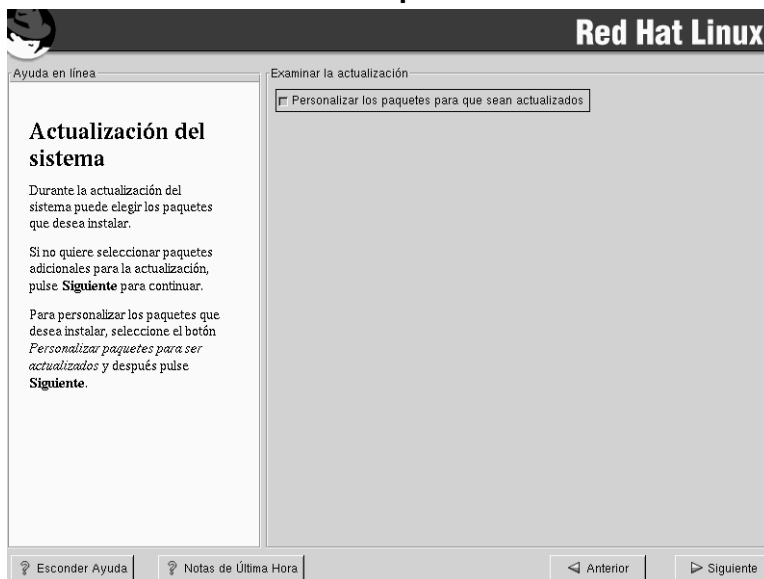 Red Hat Linux
Ayuda en línea
Actualización del
sistema
Durante la actualización del
sistema puede elegir los paquetes
que desea instalar.
Si no quiere seleccionar paquetes
adicionales para la actualización,
pulse Siguiente para continuar.
Para personalizar los paquetes que
desea instalar, seleccione el botón
Personalizar paquetes para ser
actualizados y después pulse
Siguiente.
Examinar la actualización
Personalizar los paquetes para que sean actualizados
Esconder Ayuda
Notas de Última Hora
Anterior
Siguiente